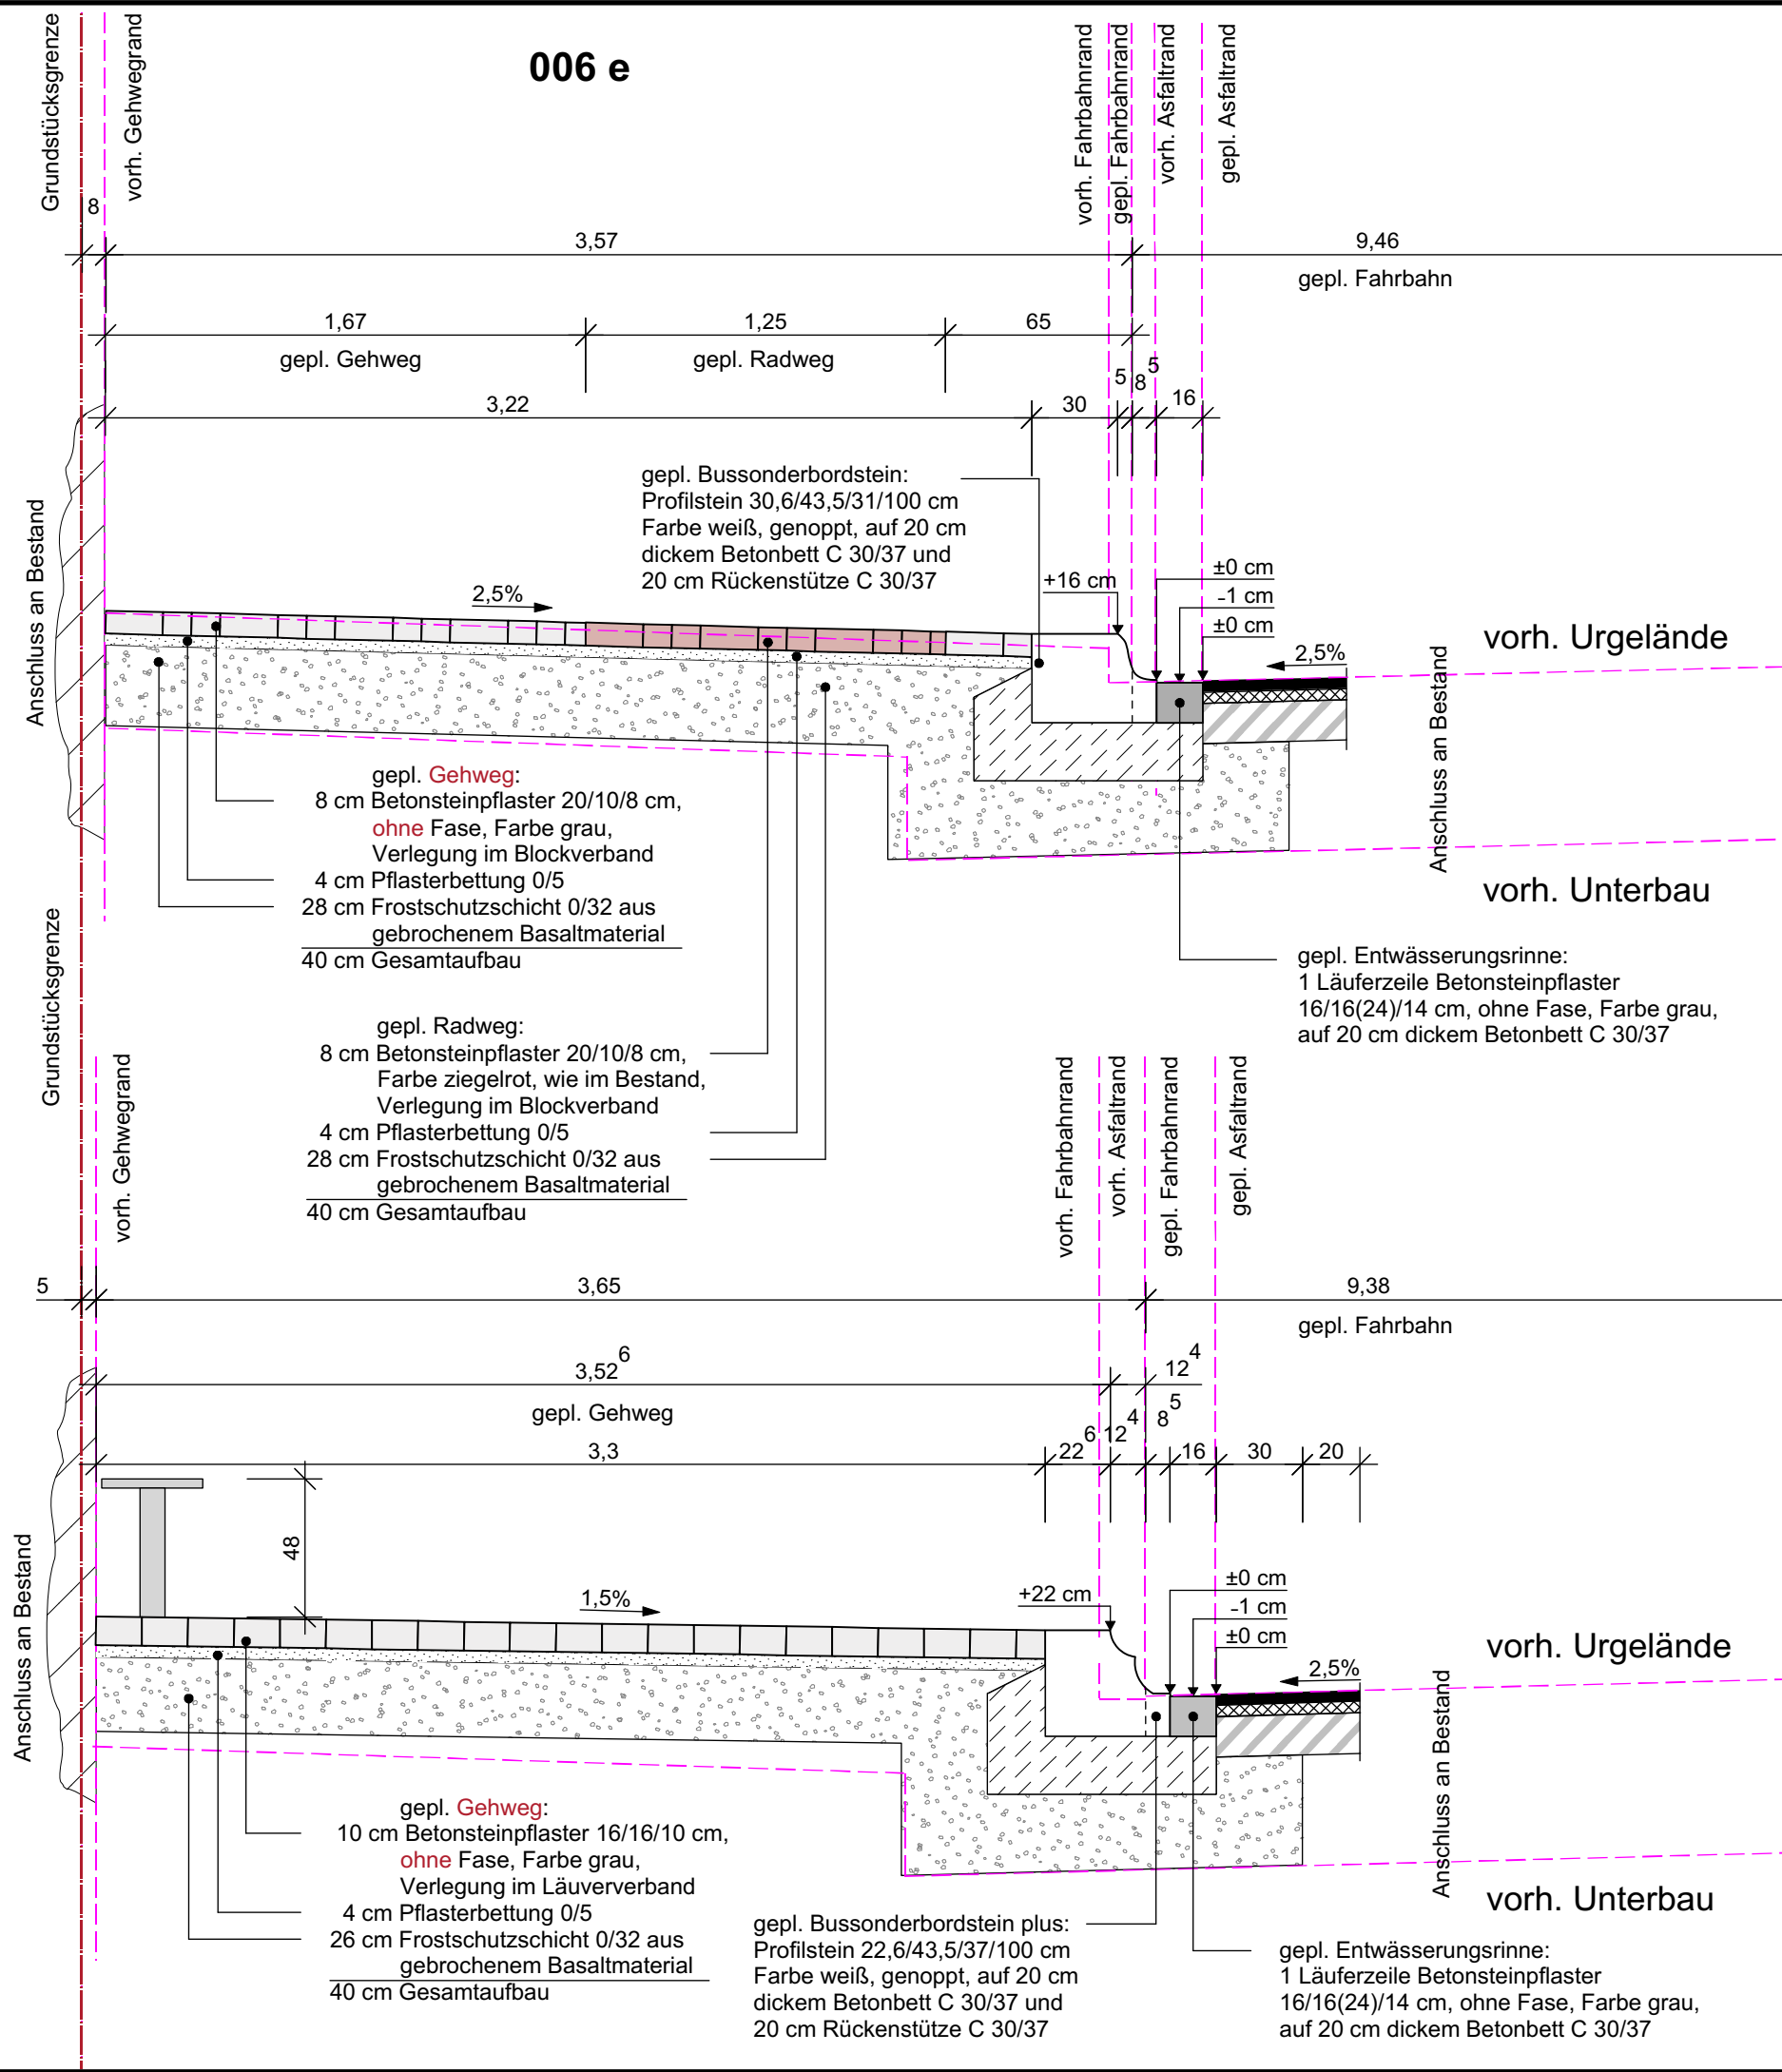 006 e
Grundstücksgrenze
vorh. Gehwegrand
vorh. Fahrbahnrand
gepl. Fahrbahnrand
vorh. Asfaltrand
gepl. Asfaltrand
8
3,57
9,46
gepl. Fahrbahn
1,67
1,25
65
gepl. Gehweg
gepl. Radweg
3,22
30
5
8 5
16
gepl. Bussonderbordstein:
Profilstein 30,6/43,5/31/100 cm
Farbe weiß, genoppt, auf 20 cm
dickem Betonbett C 30/37 und
20 cm Rückenstütze C 30/37
Anschluss an Bestand
2,5%
+16 cm
±0 cm
-1 cm
±0 cm
2,5%
vorh. Urgelände
Anschluss an Bestand
vorh. Unterbau
gepl. Gehweg:
8 cm Betonsteinpflaster 20/10/8 cm,
ohne Fase, Farbe grau,
Verlegung im Blockverband
4 cm Pflasterbettung 0/5
28 cm Frostschutzschicht 0/32 aus
gebrochenem Basaltmaterial
40 cm Gesamtaufbau
gepl. Entwässerungsrinne:
1 Läuferzeile Betonsteinpflaster
16/16(24)/14 cm, ohne Fase, Farbe grau,
auf 20 cm dickem Betonbett C 30/37
gepl. Radweg:
8 cm Betonsteinpflaster 20/10/8 cm,
Farbe ziegelrot, wie im Bestand,
Verlegung im Blockverband
4 cm Pflasterbettung 0/5
28 cm Frostschutzschicht 0/32 aus
gebrochenem Basaltmaterial
40 cm Gesamtaufbau
Grundstücksgrenze
vorh. Gehwegrand
vorh. Fahrbahnrand
vorh. Asfaltrand
gepl. Fahrbahnrand
gepl. Asfaltrand
5
3,65
9,38
gepl. Fahrbahn
3,52 6
12 4
gepl. Gehweg
3,3
22 6
12 4
8 5
16
30
20
48
Anschluss an Bestand
1,5%
+22 cm
±0 cm
-1 cm
±0 cm
2,5%
vorh. Urgelände
Anschluss an Bestand
vorh. Unterbau
gepl. Gehweg:
10 cm Betonsteinpflaster 16/16/10 cm,
ohne Fase, Farbe grau,
Verlegung im Läuverband
4 cm Pflasterbettung 0/5
26 cm Frostschutzschicht 0/32 aus
gebrochenem Basaltmaterial
40 cm Gesamtaufbau
gepl. Bussonderbordstein plus:
Profilstein 22,6/43,5/37/100 cm
Farbe weiß, genoppt, auf 20 cm
dickem Betonbett C 30/37 und
20 cm Rückenstütze C 30/37
gepl. Entwässerungsrinne:
1 Läuferzeile Betonsteinpflaster
16/16(24)/14 cm, ohne Fase, Farbe grau,
auf 20 cm dickem Betonbett C 30/37